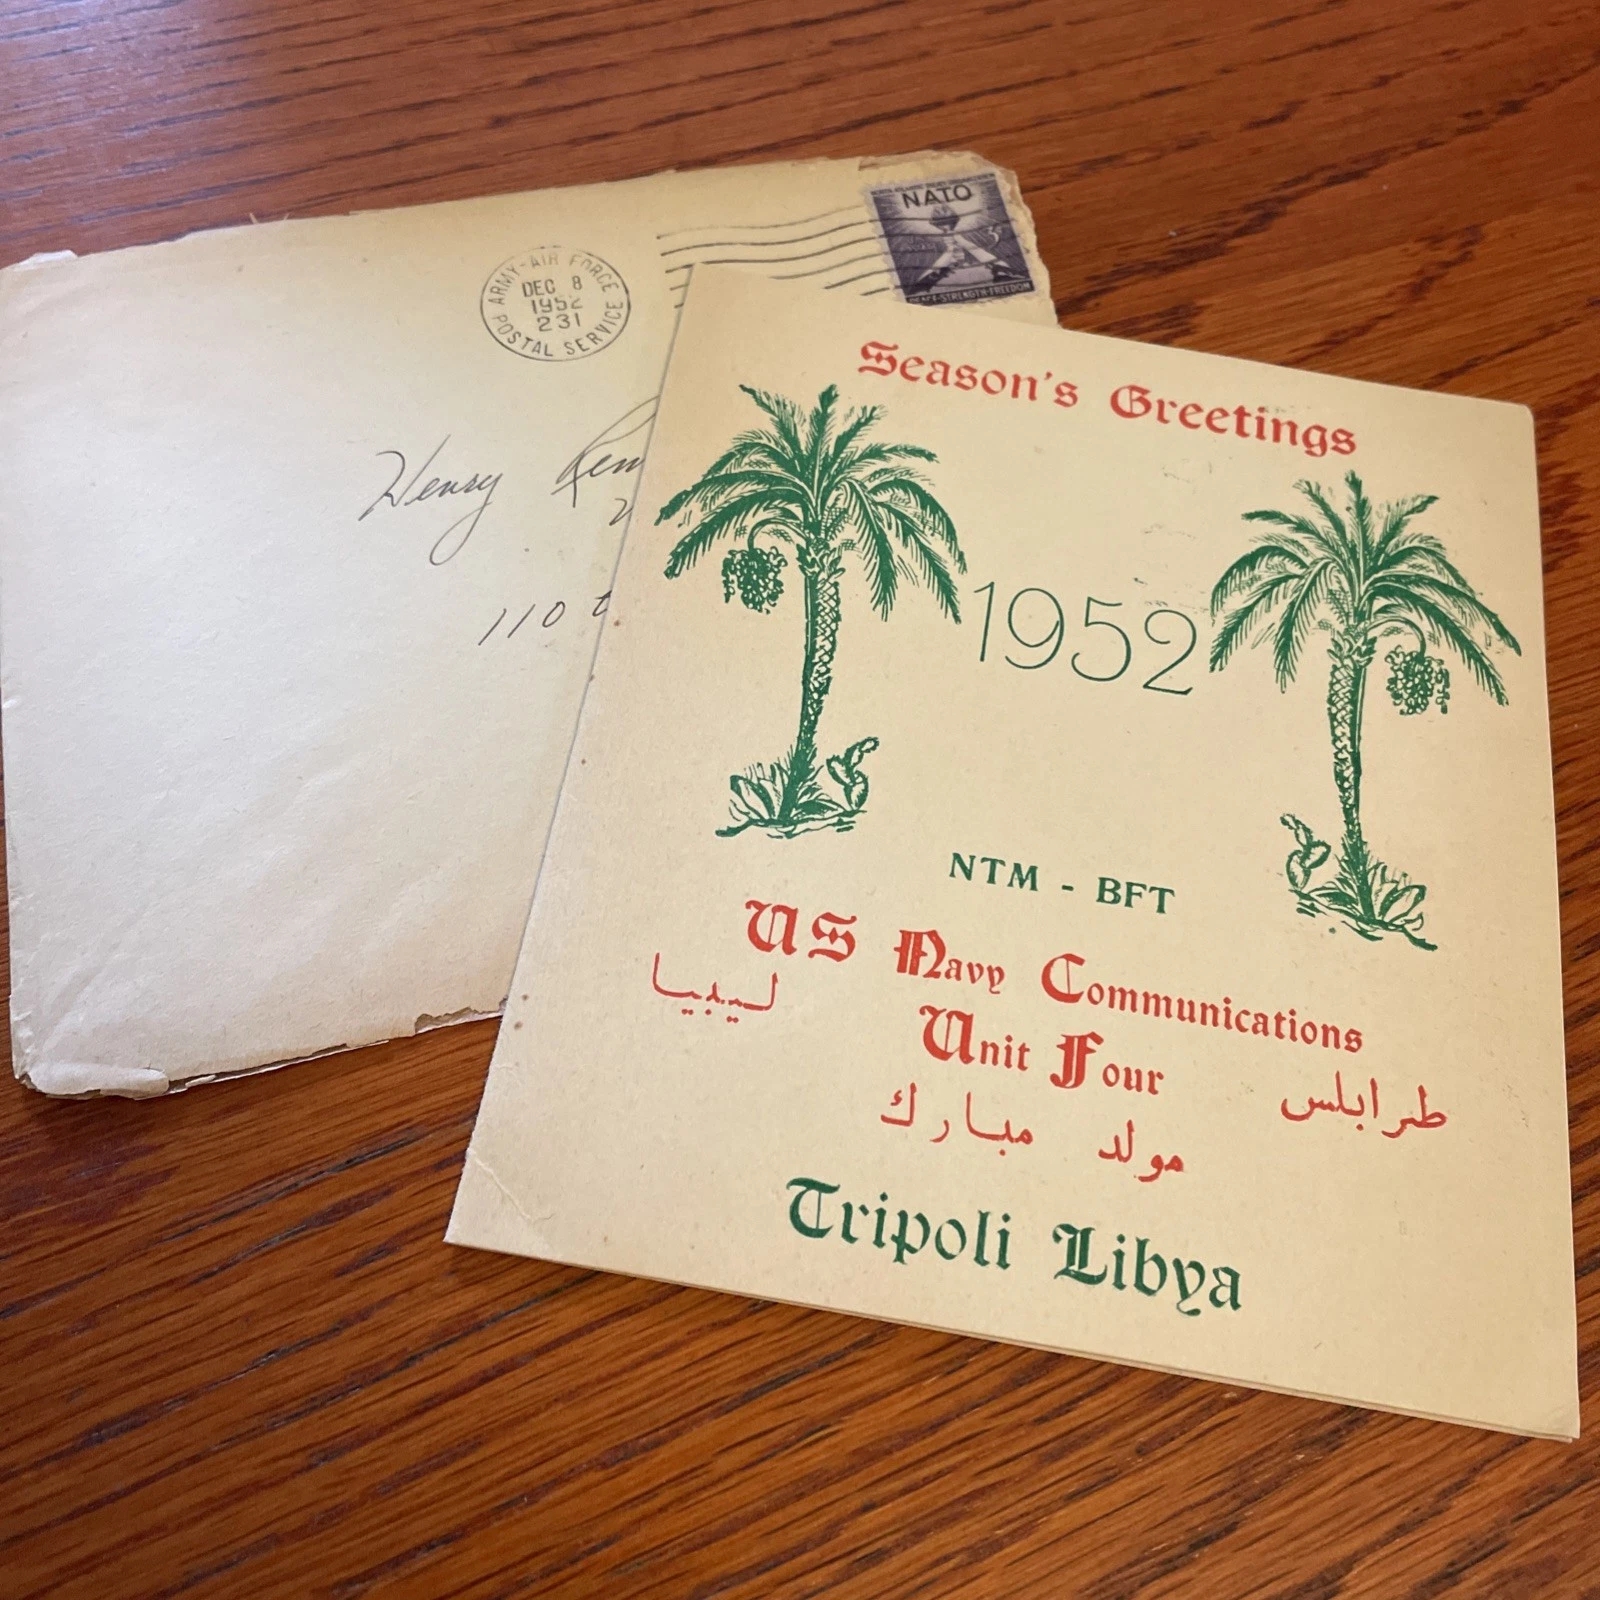 NATO
3¢
ARMY-AIR FORCE
DEC 8
1952
231
POSTAL SERVICE
Henry
110
Season's Greetings
1952
NTM - BFT
US Navy Communications
ليبيا
Unit Four
طرابلس
مولد مبارك
Tripoli Libya